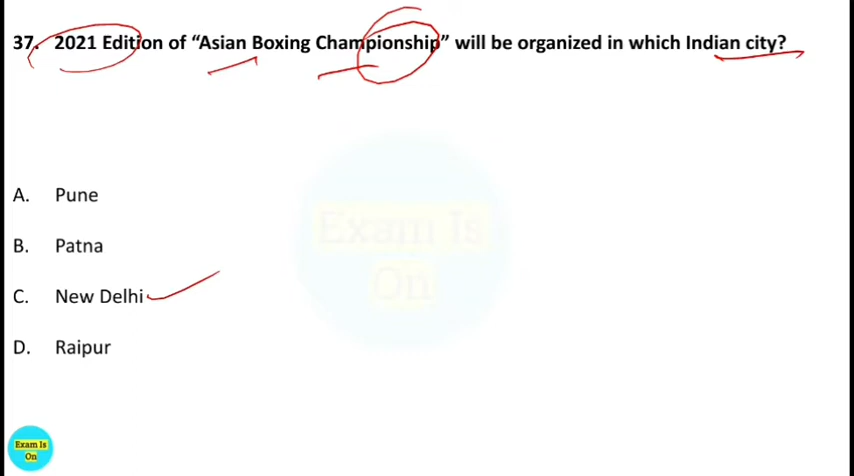 37. 2021 Edition of “Asian Boxing Championship” will be organized in which Indian city?
A. Pune
B. Patna
Exam Is
On
C. New Delhi
D. Raipur
Exam Is
On